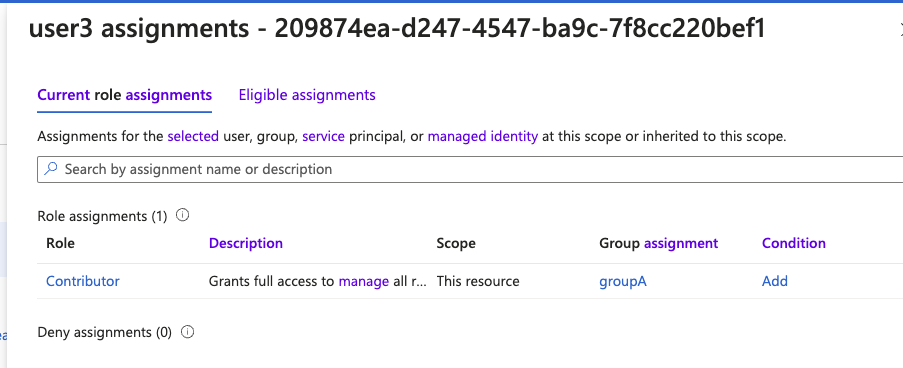 user3 assignments - 209874ea-d247-4547-ba9c-7f8cc220bef1
Current role assignments Eligible assignments
Assignments for the selected user, group, service principal, or managed identity at this scope or inherited to this scope.
Search by assignment name or description
Role assignments (1)
Role Description Scope Group assignment Condition
Contributor Grants full access to manage all r... This resource groupA Add
Deny assignments (0)